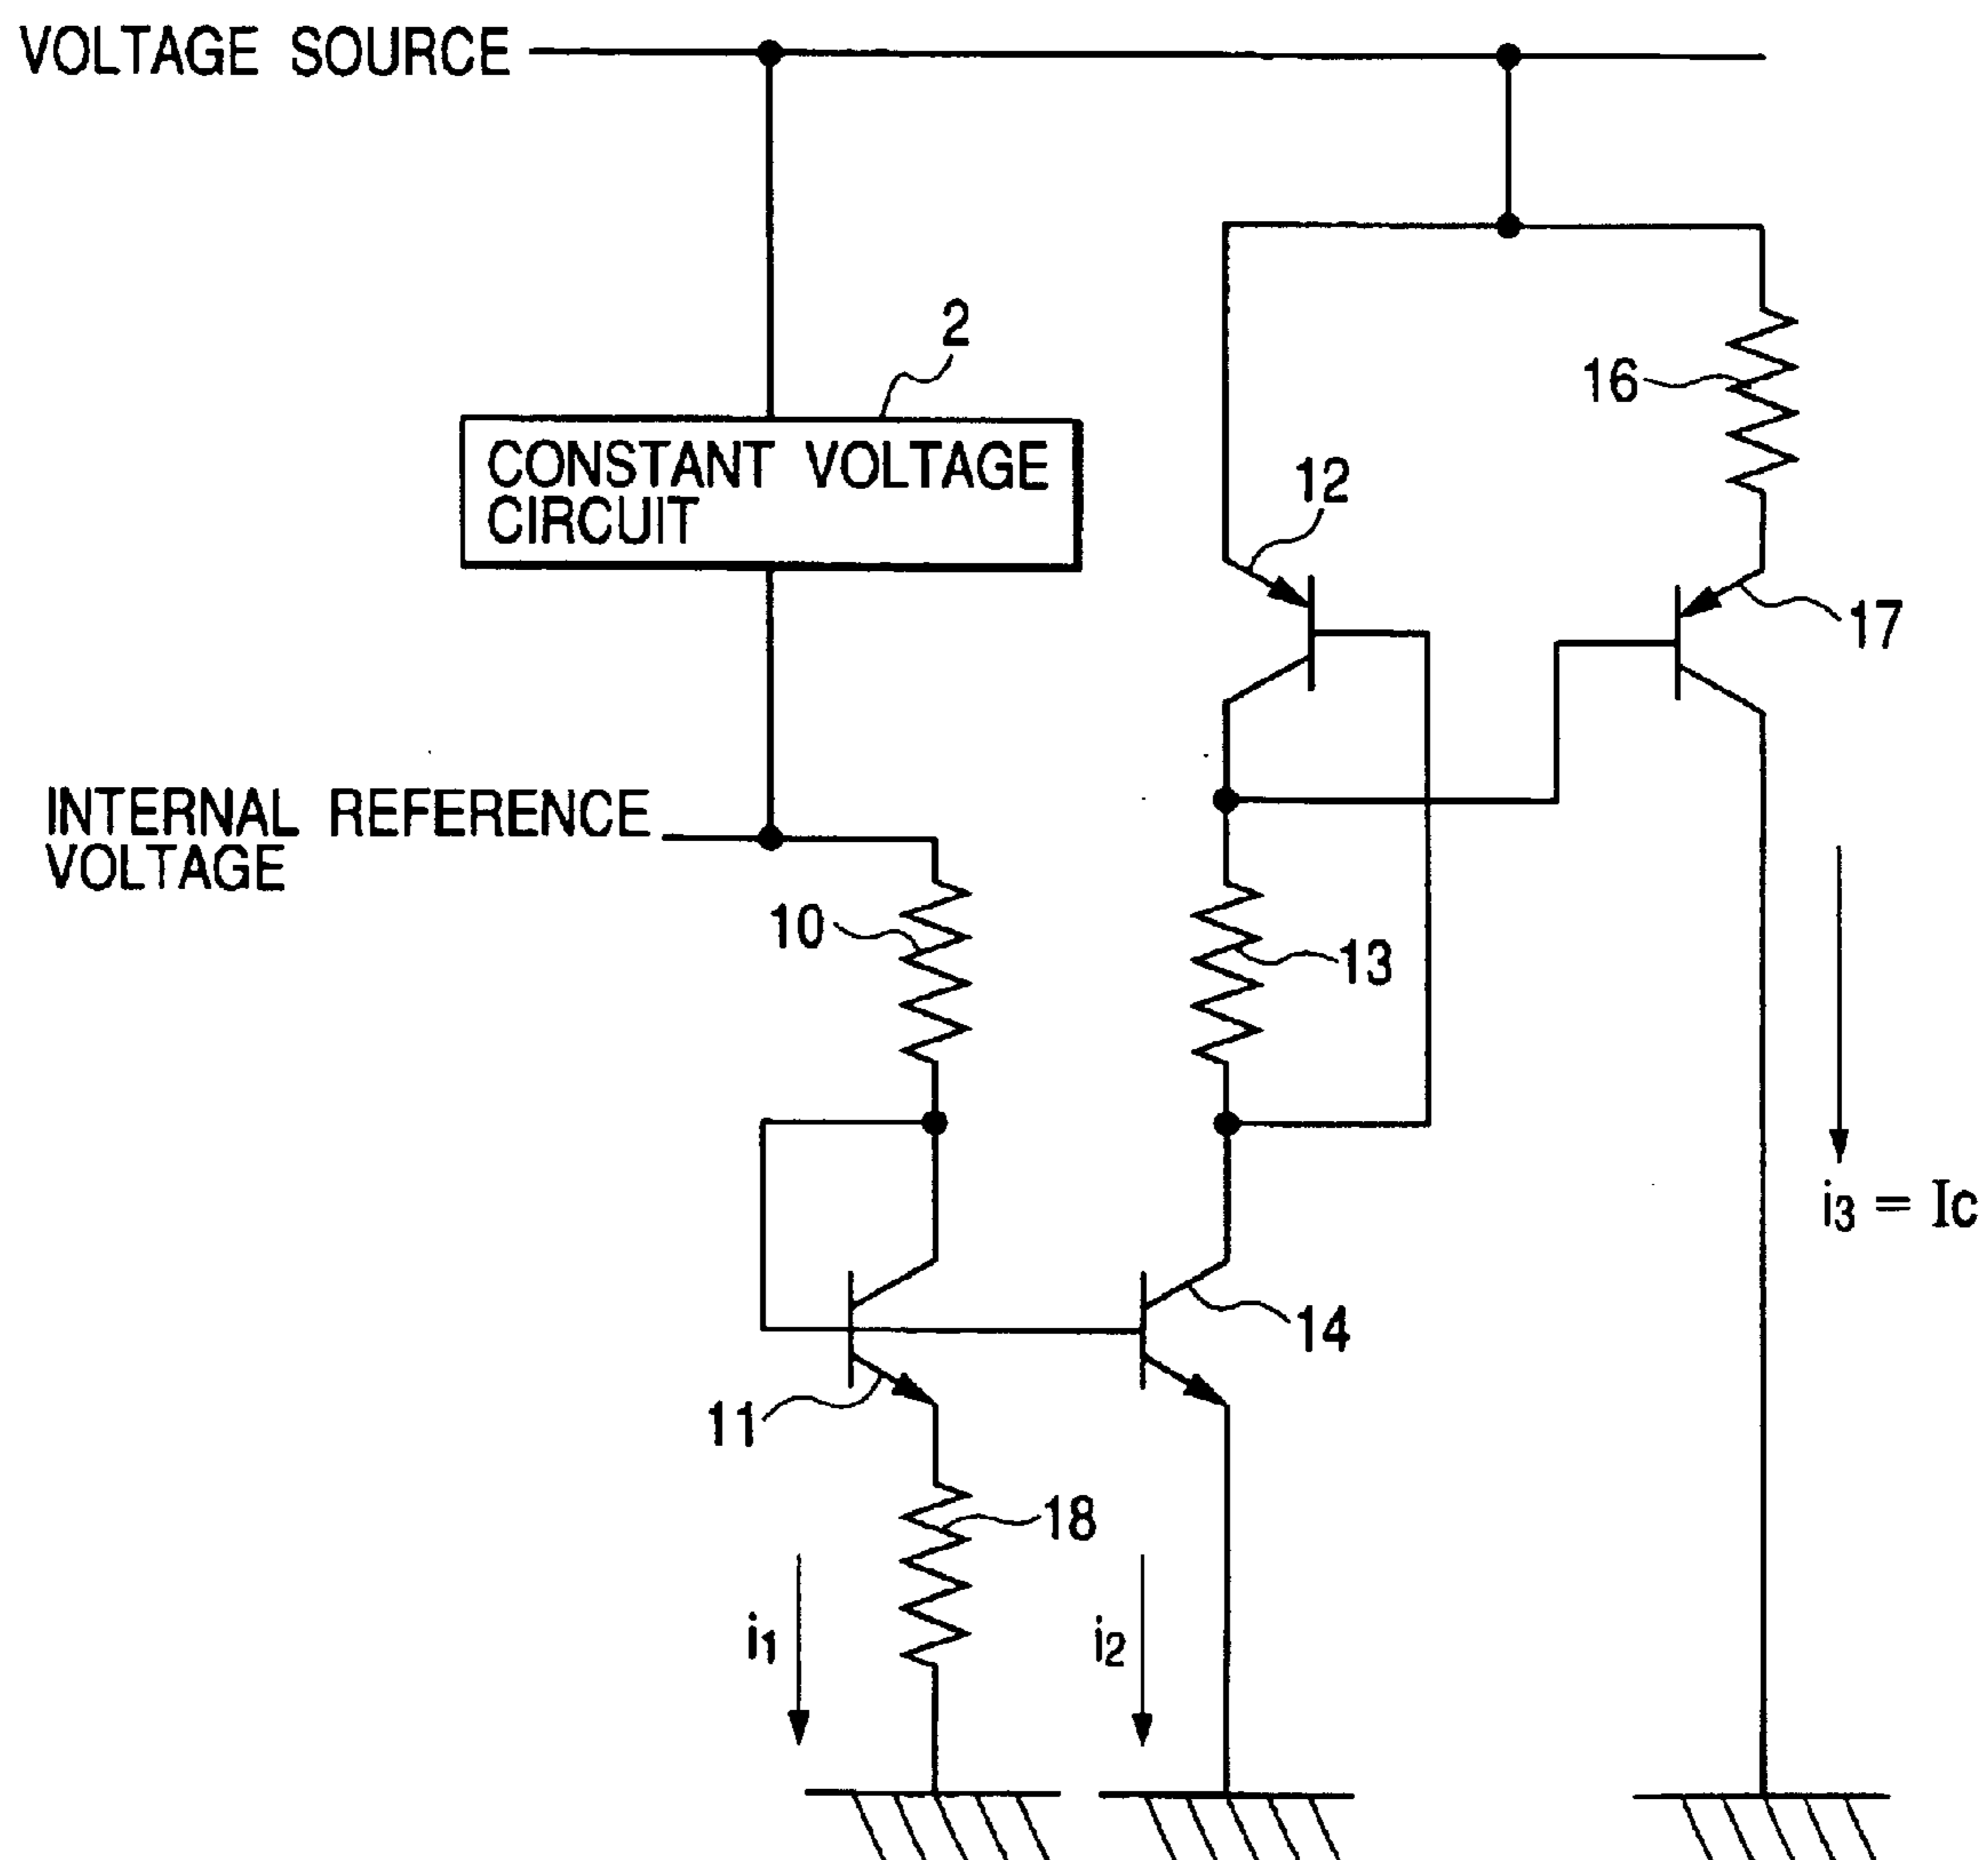 VOLTAGE SOURCE
2
CONSTANT VOLTAGE
CIRCUIT
16
12
17
INTERNAL REFERENCE
VOLTAGE
10
13
i3 = Ic
14
11
18
i1
i2